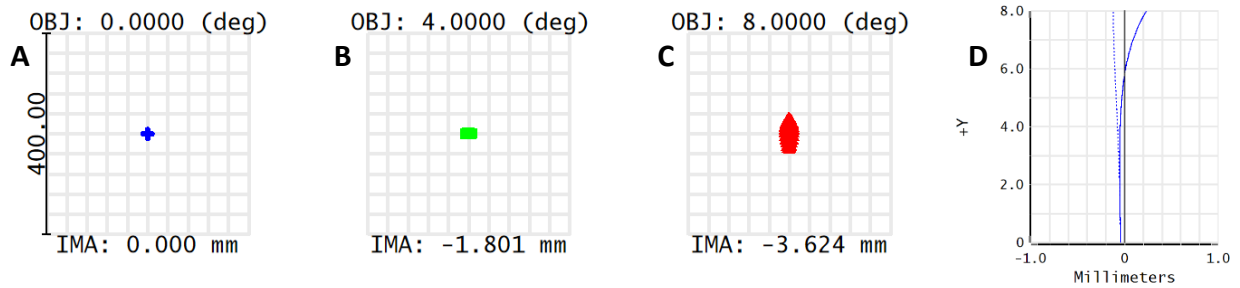 A
OBJ: 0.0000 (deg)
400.00
IMA: 0.000 mm
B
OBJ: 4.0000 (deg)
IMA: -1.801 mm
C
OBJ: 8.0000 (deg)
IMA: -3.624 mm
D
8.0
6.0
+Y
4.0
2.0
0
-1.0 0 1.0
Millimeters